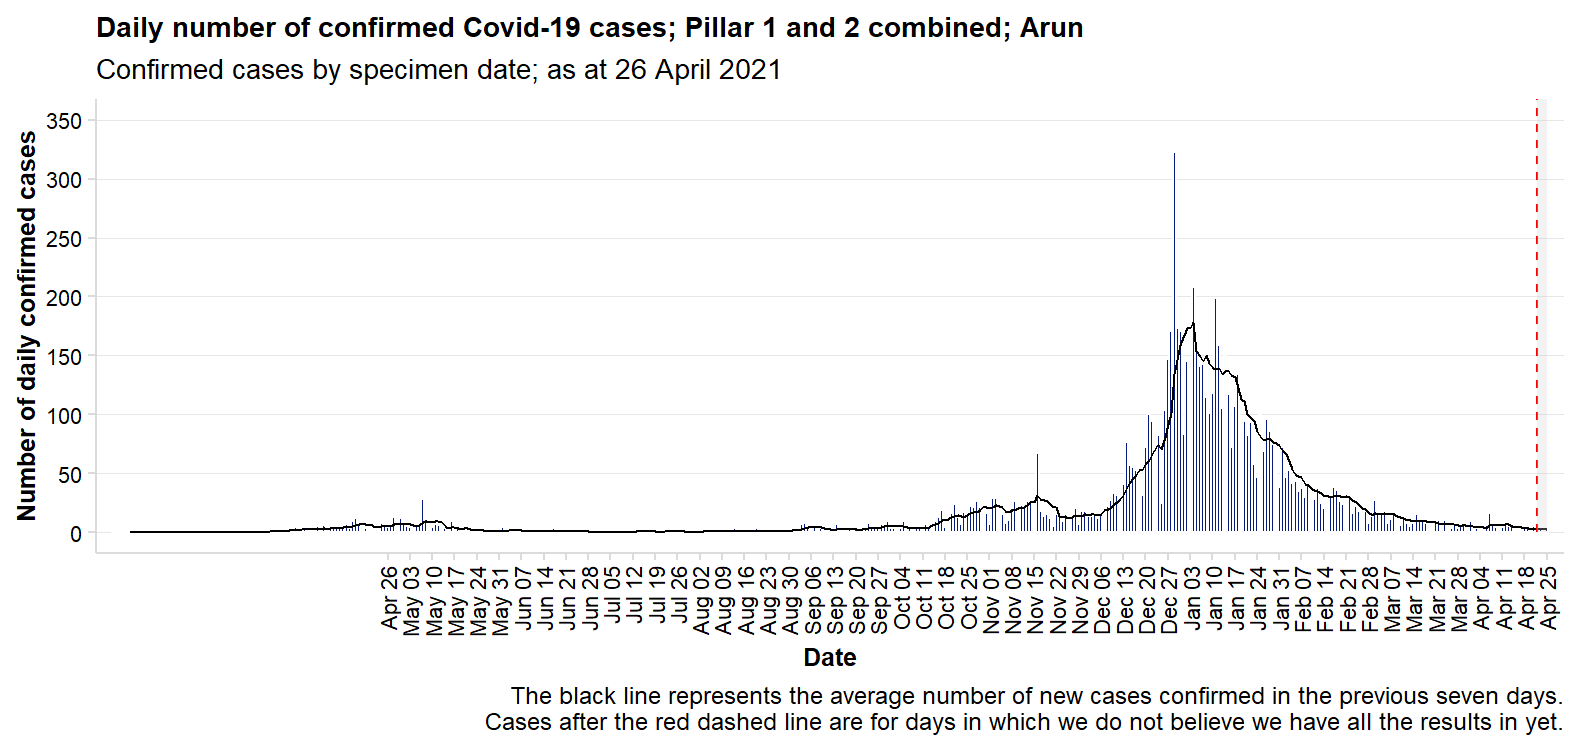 Daily number of confirmed Covid-19 cases; Pillar 1 and 2 combined; Arun
Confirmed cases by specimen date; as at 26 April 2021
Number of daily confirmed cases
350
300
250
200
150
100
50
0
Apr 26
May 03
May 10
May 17
May 24
May 31
Jun 07
Jun 14
Jun 21
Jun 28
Jul 05
Jul 12
Jul 19
Jul 26
Aug 02
Aug 09
Aug 16
Aug 23
Aug 30
Sep 06
Sep 13
Sep 20
Sep 27
Oct 04
Oct 11
Oct 18
Oct 25
Nov 01
Nov 08
Nov 15
Nov 22
Nov 29
Dec 06
Dec 13
Dec 20
Dec 27
Jan 03
Jan 10
Jan 17
Jan 24
Jan 31
Feb 07
Feb 14
Feb 21
Feb 28
Mar 07
Mar 14
Mar 21
Mar 28
Apr 04
Apr 11
Apr 18
Apr 25
Date
The black line represents the average number of new cases confirmed in the previous seven days.
Cases after the red dashed line are for days in which we do not believe we have all the results in yet.